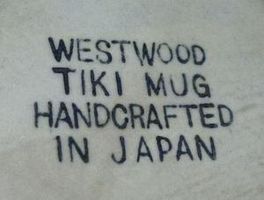 WESTWOOD
TIKI MUG
HANDCRAFTED
IN JAPAN